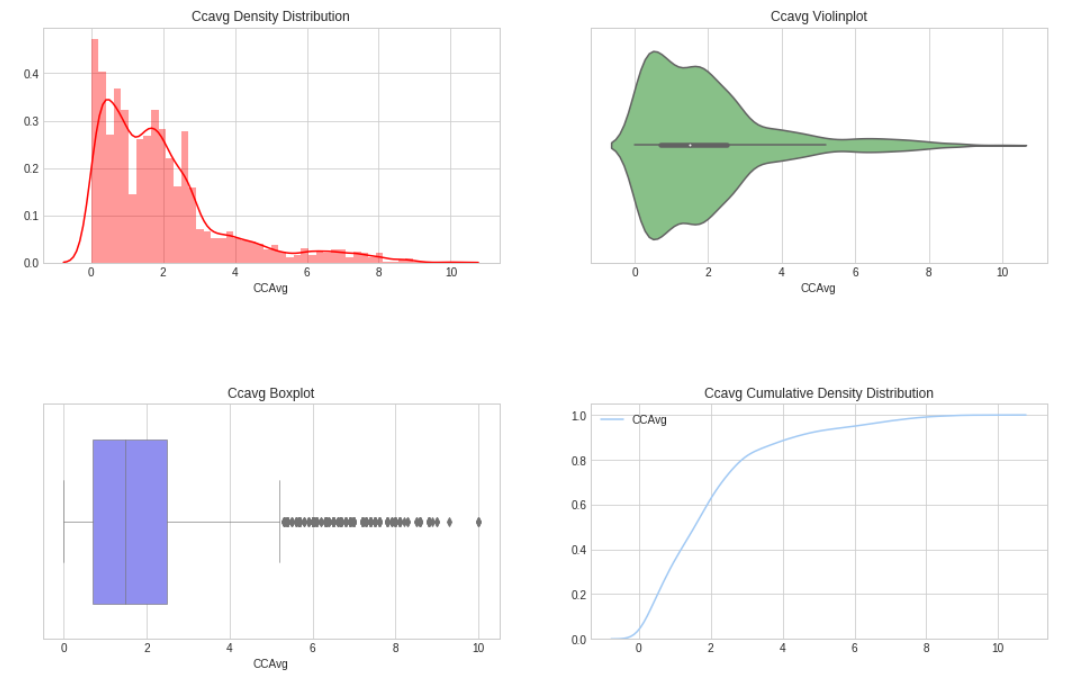 Ccavg Density Distribution
0.4
0.3
0.2
0.1
0.0
0 2 4 6 8 10
CCAvg
Ccavg Violinplot
0 2 4 6 8 10
CCAvg
Ccavg Boxplot
0 2 4 6 8 10
CCAvg
Ccavg Cumulative Density Distribution
CCAvg
1.0
0.8
0.6
0.4
0.2
0.0
0 2 4 6 8 10